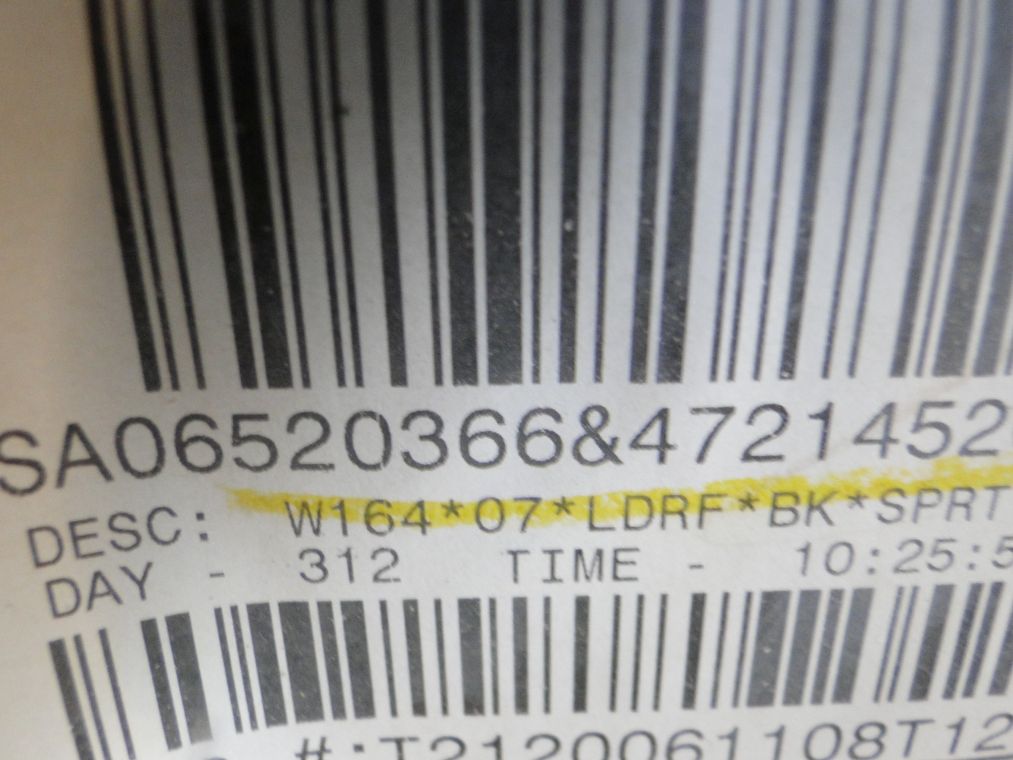 SA06520366&4721452
DESC: W164*07*LDRF*BK*SPRT
DAY - 312 TIME - 10:25:5
#:T2120061108T12